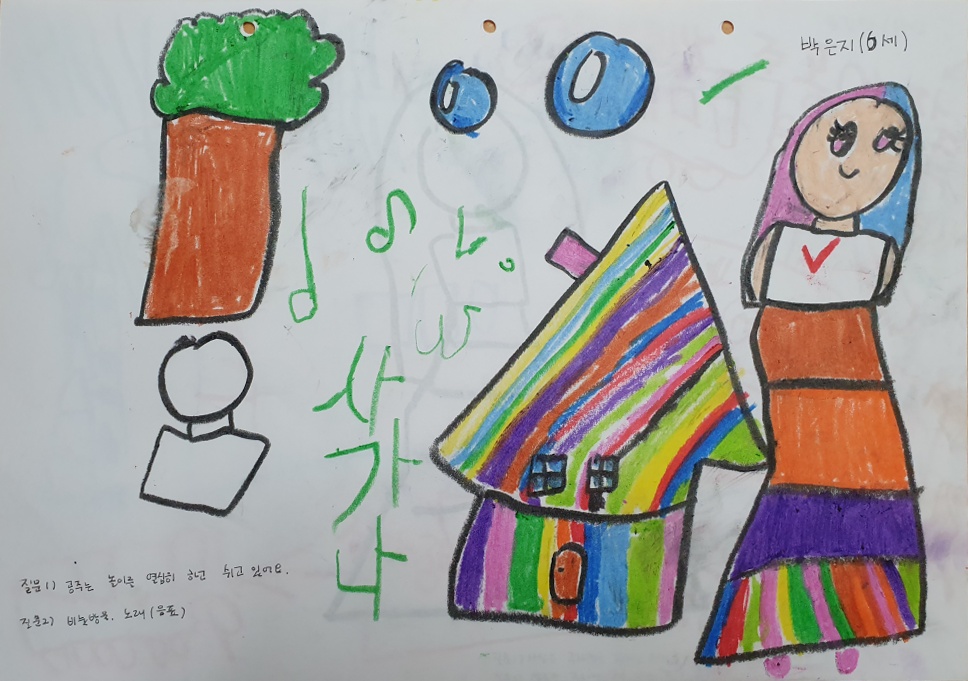 박은지(6세)
사
가
나
질문1) 공주는 놀이를 열심히 하고 쉬고 있어요.
질문2) 비눗방울. 노래(음표)